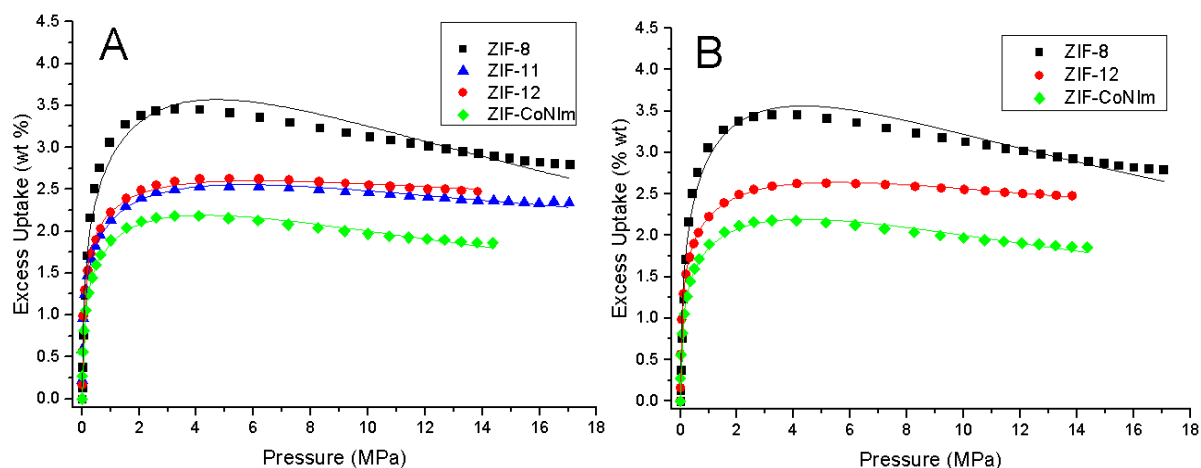 A
ZIF-8
ZIF-11
ZIF-12
ZIF-CoNIm
Excess Uptake (wt %)
4.5
4.0
3.5
3.0
2.5
2.0
1.5
1.0
0.5
0.0
0 2 4 6 8 10 12 14 16 18
Pressure (MPa)
B
ZIF-8
ZIF-12
ZIF-CoNIm
Excess Uptake (% wt)
4.5
4.0
3.5
3.0
2.5
2.0
1.5
1.0
0.5
0.0
0 2 4 6 8 10 12 14 16 18
Pressure (MPa)